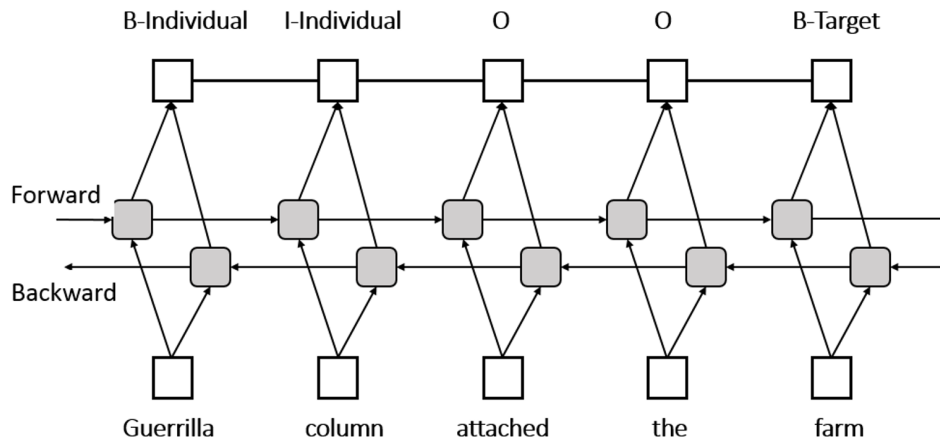 B-Individual I-Individual O O B-Target
Forward
Backward
Guerrilla column attached the farm